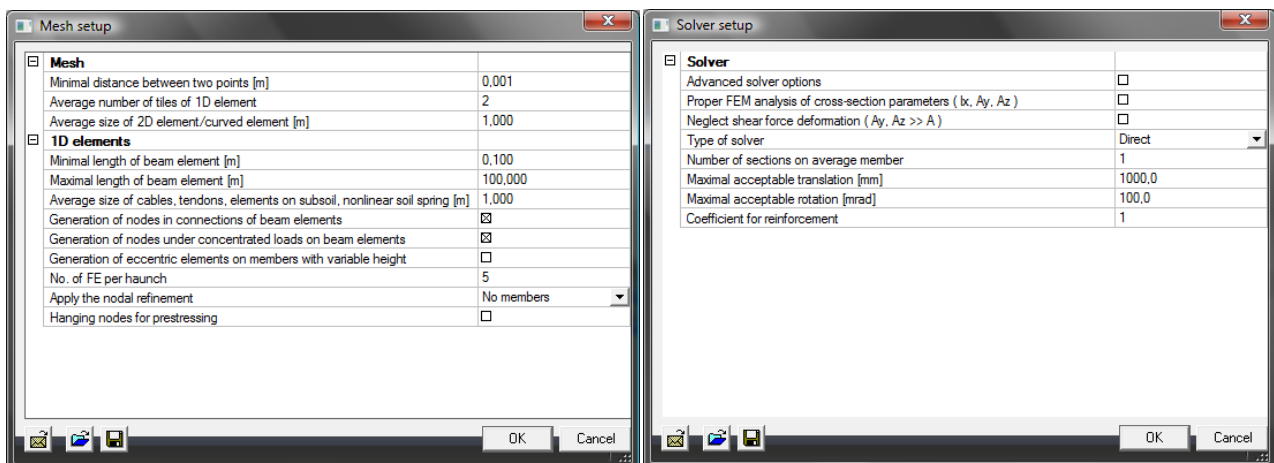 Mesh setup
Mesh
Minimal distance between two points [m] 0,001
Average number of tiles of 1D element 2
Average size of 2D element/curved element [m] 1,000
1D elements
Minimal length of beam element [m] 0,100
Maximal length of beam element [m] 100,000
Average size of cables, tendons, elements on subsoil, nonlinear soil spring [m] 1,000
Generation of nodes in connections of beam elements
Generation of nodes under concentrated loads on beam elements
Generation of eccentric elements on members with variable height
No. of FE per haunch 5
Apply the nodal refinement No members
Hanging nodes for prestressing
OK Cancel
Solver setup
Solver
Advanced solver options
Proper FEM analysis of cross-section parameters ( Ix, Ay, Az )
Neglect shear force deformation ( Ay, Az >> A )
Type of solver Direct
Number of sections on average member 1
Maximal acceptable translation [mm] 1000,0
Maximal acceptable rotation [mrad] 100,0
Coefficient for reinforcement 1
OK Cancel